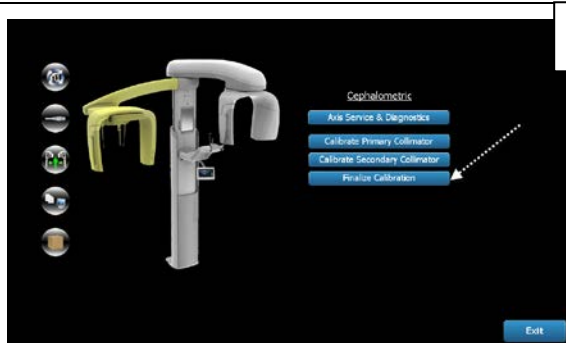 Cephalometric
Axis Service & Diagnostics
Calibrate Primary Collimator
Calibrate Secondary Collimator
Finalize Calibration
Exit